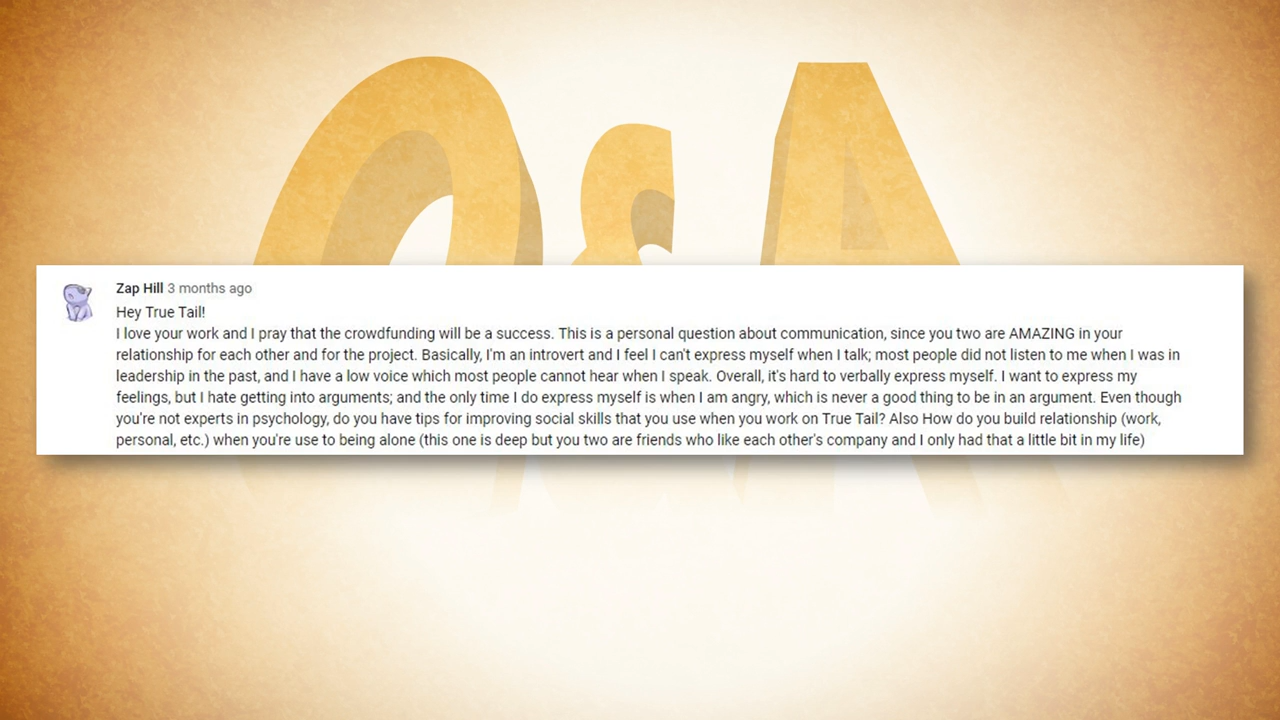 Q&A
Zap Hill 3 months ago
Hey True Tail!
I love your work and I pray that the crowdfunding will be a success. This is a personal question about communication, since you two are AMAZING in your
relationship for each other and for the project. Basically, I'm an introvert and I feel I can't express myself when I talk; most people did not listen to me when I was in
leadership in the past, and I have a low voice which most people cannot hear when I speak. Overall, it's hard to verbally express myself. I want to express my
feelings, but I hate getting into arguments; and the only time I do express myself is when I am angry, which is never a good thing to be in an argument. Even though
you're not experts in psychology, do you have tips for improving social skills that you use when you work on True Tail? Also How do you build relationship (work,
personal, etc.) when you're use to being alone (this one is deep but you two are friends who like each other's company and I only had that a little bit in my life)